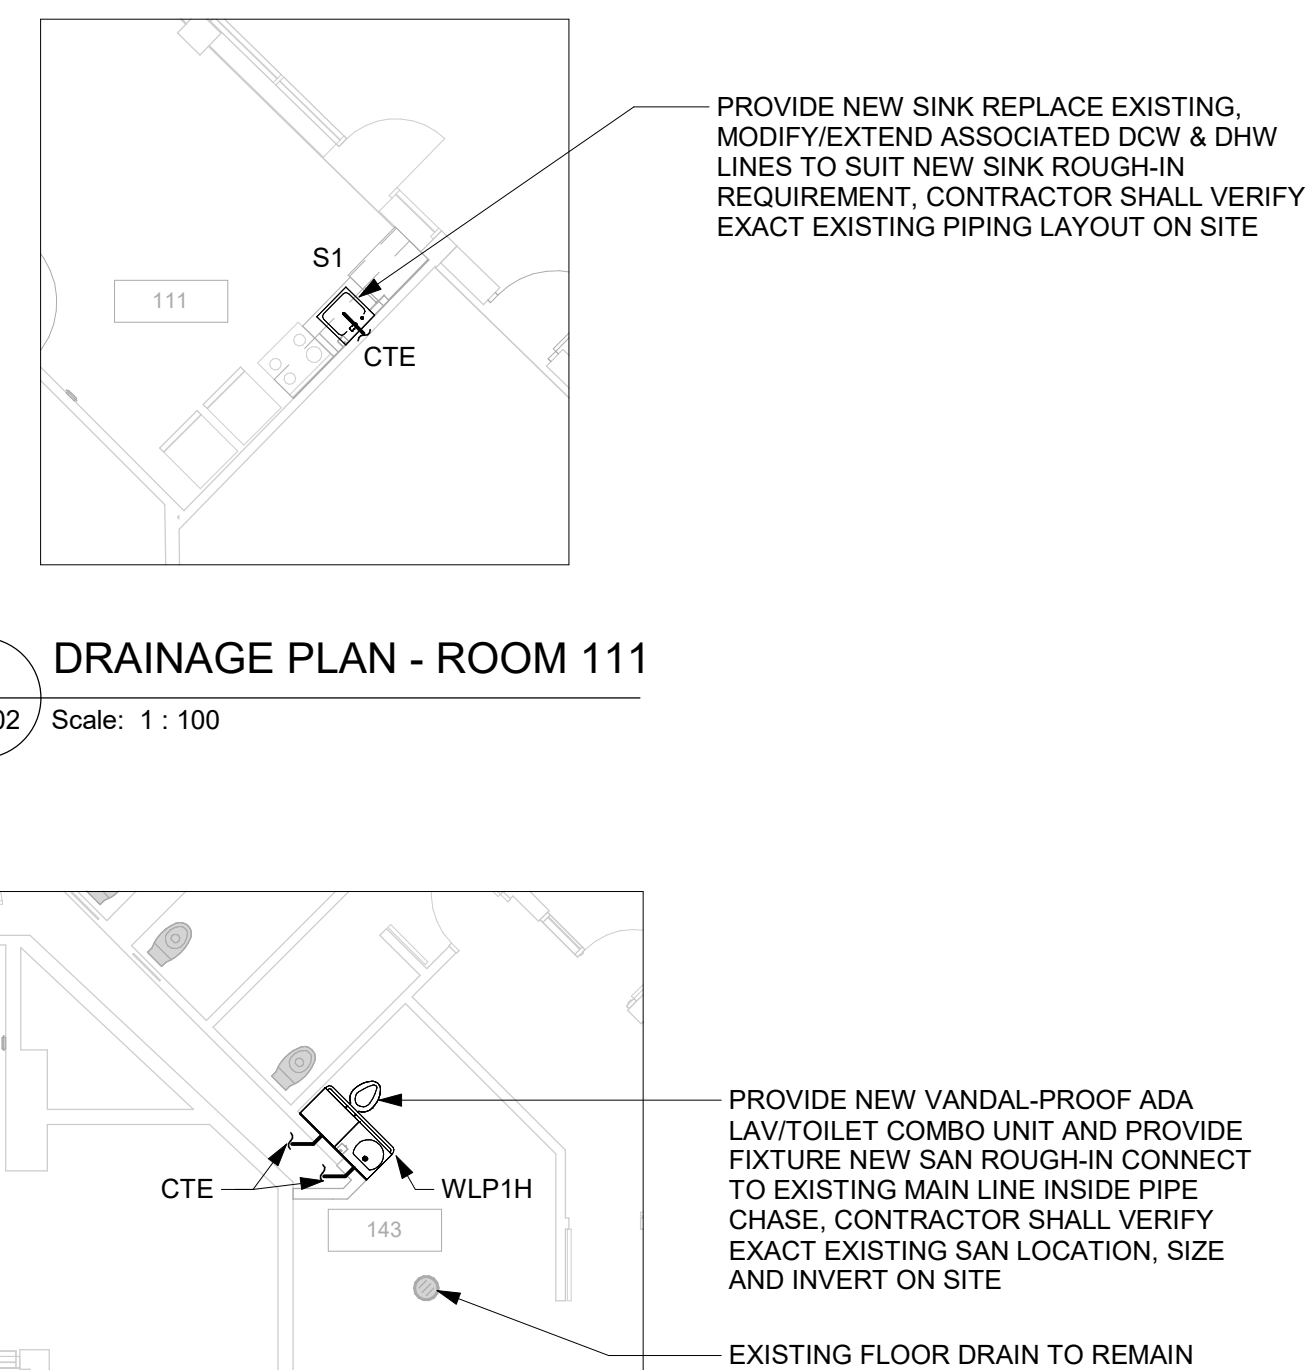 PROVIDE NEW SINK REPLACE EXISTING,
MODIFY/EXTEND ASSOCIATED DCW & DHW
LINES TO SUIT NEW SINK ROUGH-IN
REQUIREMENT, CONTRACTOR SHALL VERIFY
EXACT EXISTING PIPING LAYOUT ON SITE
S1
111
CTE
DRAINAGE PLAN - ROOM 111
02
Scale: 1 : 100
PROVIDE NEW VANDAL-PROOF ADA
LAV/TOILET COMBO UNIT AND PROVIDE
FIXTURE NEW SAN ROUGH-IN CONNECT
TO EXISTING MAIN LINE INSIDE PIPE
CHASE, CONTRACTOR SHALL VERIFY
EXACT EXISTING SAN LOCATION, SIZE
AND INVERT ON SITE
CTE
WLP1H
143
EXISTING FLOOR DRAIN TO REMAIN